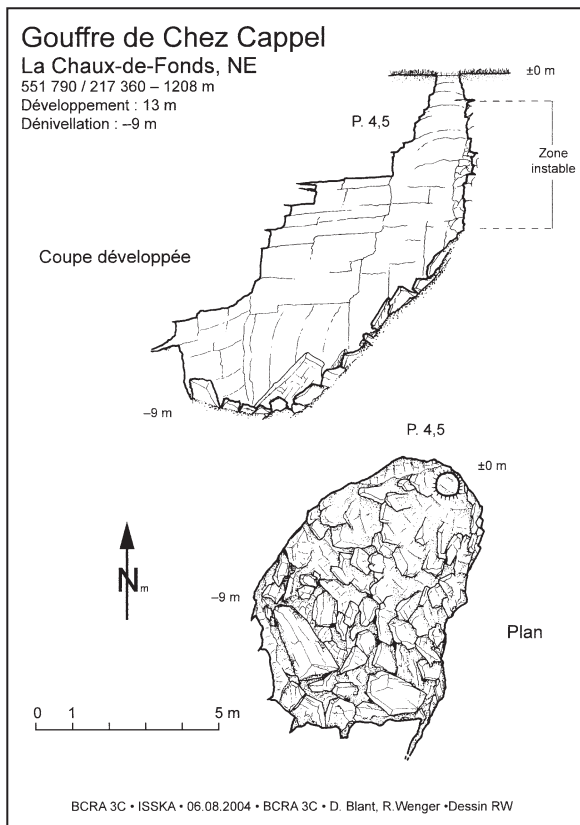 Gouffre de Chez Cappel
La Chaux-de-Fonds, NE
551 790 / 217 360 – 1208 m
Développement : 13 m
Dénivellation : –9 m
±0 m
P. 4,5
Zone
instable
Coupe développée
–9 m
P. 4,5
±0 m
N m
–9 m
Plan
0 1 5 m
BCRA 3C • ISSKA • 06.08.2004 • BCRA 3C • D. Blant, R.Wenger •Dessin RW